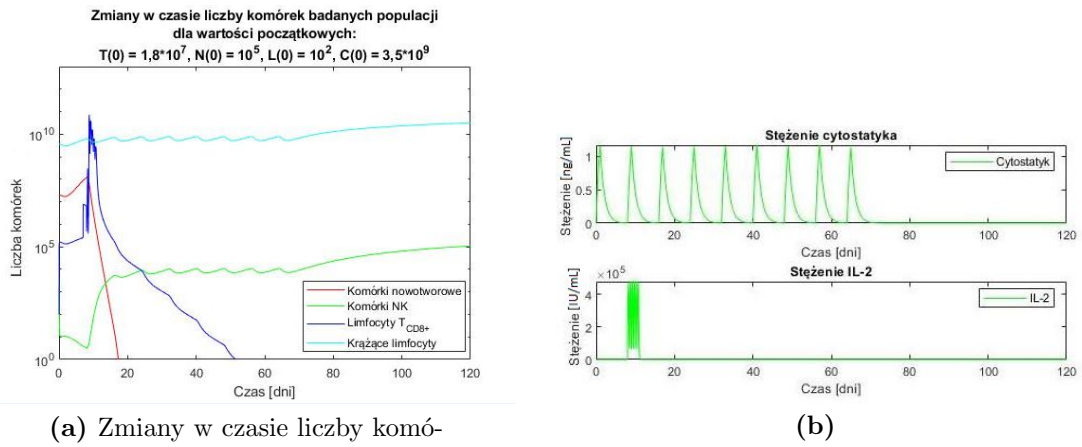 Zmiany w czasie liczby komórek badanych populacji
dla wartości początkowych:
T(0) = 1,8*10^7, N(0) = 10^5, L(0) = 10^2, C(0) = 3,5*10^9
10^10
10^5
10^0
Liczba komórek
Komórki nowotworowe
Komórki NK
Limfocyty T_CD8+
Krążące limfocyty
0 20 40 60 80 100 120
Czas [dni]
(a) Zmiany w czasie liczby komó-
Stężenie cytostatyka
Stężenie [ng/mL]
1
0.5
0
Cytostatyk
0 20 40 60 80 100 120
Czas [dni]
Stężenie IL-2
×10^5
Stężenie [IU/mL]
4
2
0
IL-2
0 20 40 60 80 100 120
Czas [dni]
(b)